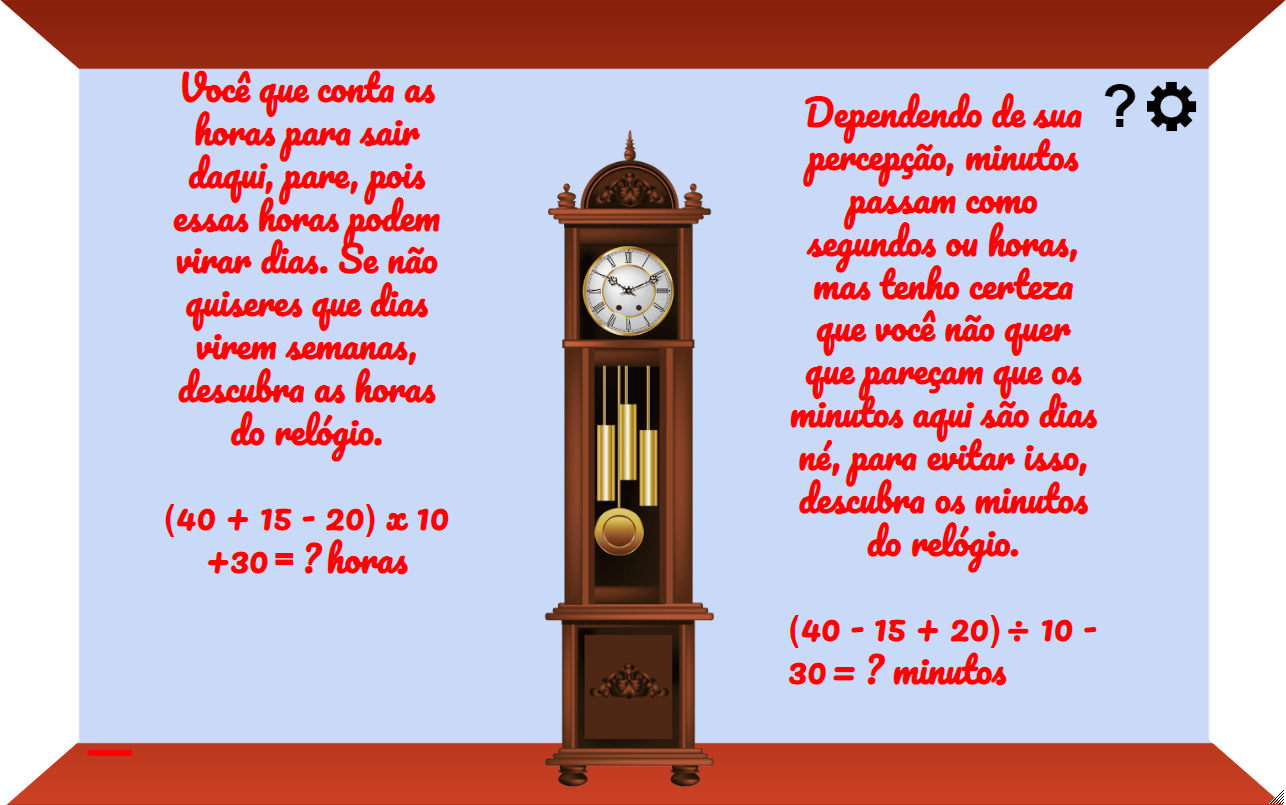 Você que conta as
horas para sair
daqui, pare, pois
essas horas podem
virar dias. Se não
quiseres que dias
virem semanas,
descubra as horas
do relógio.
(40 + 15 - 20) x 10
+30 = ? horas
Dependendo de sua
percepção, minutos
passam como
segundos ou horas,
mas tenho certeza
que você não quer
que pareçam que os
minutos aqui são dias
né, para evitar isso,
descubra os minutos
do relógio.
(40 - 15 + 20) ÷ 10 -
30 = ? minutos
?